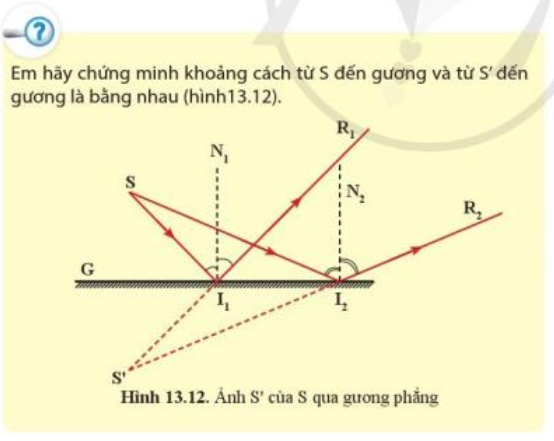 ?
Em hãy chứng minh khoảng cách từ S đến gương và từ S' đến
gương là bằng nhau (hình13.12).
R₁
N₁
S
N₂
R₂
G
I₁
I₂
S'
Hình 13.12. Ảnh S' của S qua gương phẳng